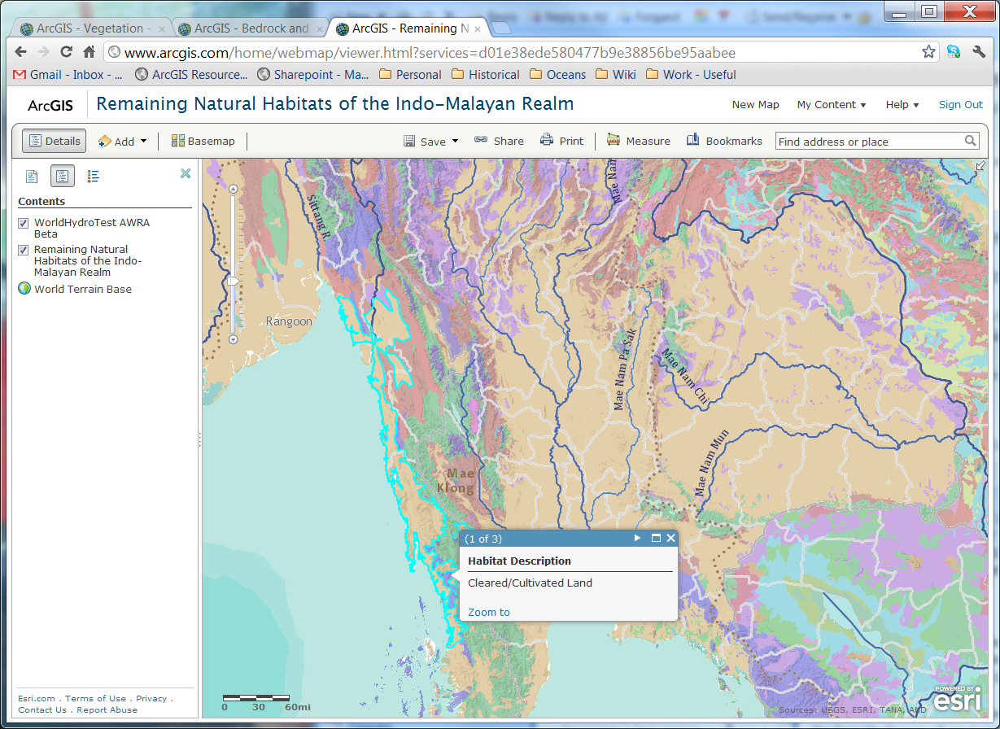 ArcGIS - Vegetation -
ArcGIS - Bedrock and
ArcGIS - Remaining N
www.arcgis.com/home/webmap/viewer.html?services=d01e38ede580477b9e38856be95aabee
Gmail - Inbox - ...
ArcGIS Resource...
Sharepoint - Ma...
Personal
Historical
Oceans
Wiki
Work - Useful
ArcGIS
Remaining Natural Habitats of the Indo-Malayan Realm
New Map
My Content
Help
Sign Out
Details
Add
Basemap
Save
Share
Print
Measure
Bookmarks
Find address or place
Contents
WorldHydroTest AWRA
Beta
Remaining Natural
Habitats of the Indo-
Malayan Realm
World Terrain Base
Sittang R.
Mae Nam
Rangoon
Mae Nam Pa Sak
Mae Nam Chi
Mae Nam Mun
Mae
Klong
(1 of 3)
Habitat Description
Cleared/Cultivated Land
Zoom to
0 30 60mi
Esri.com . Terms of Use . Privacy .
Contact Us . Report Abuse
POWERED BY
esri
Sources: USGS, ESRI, TANA, AND